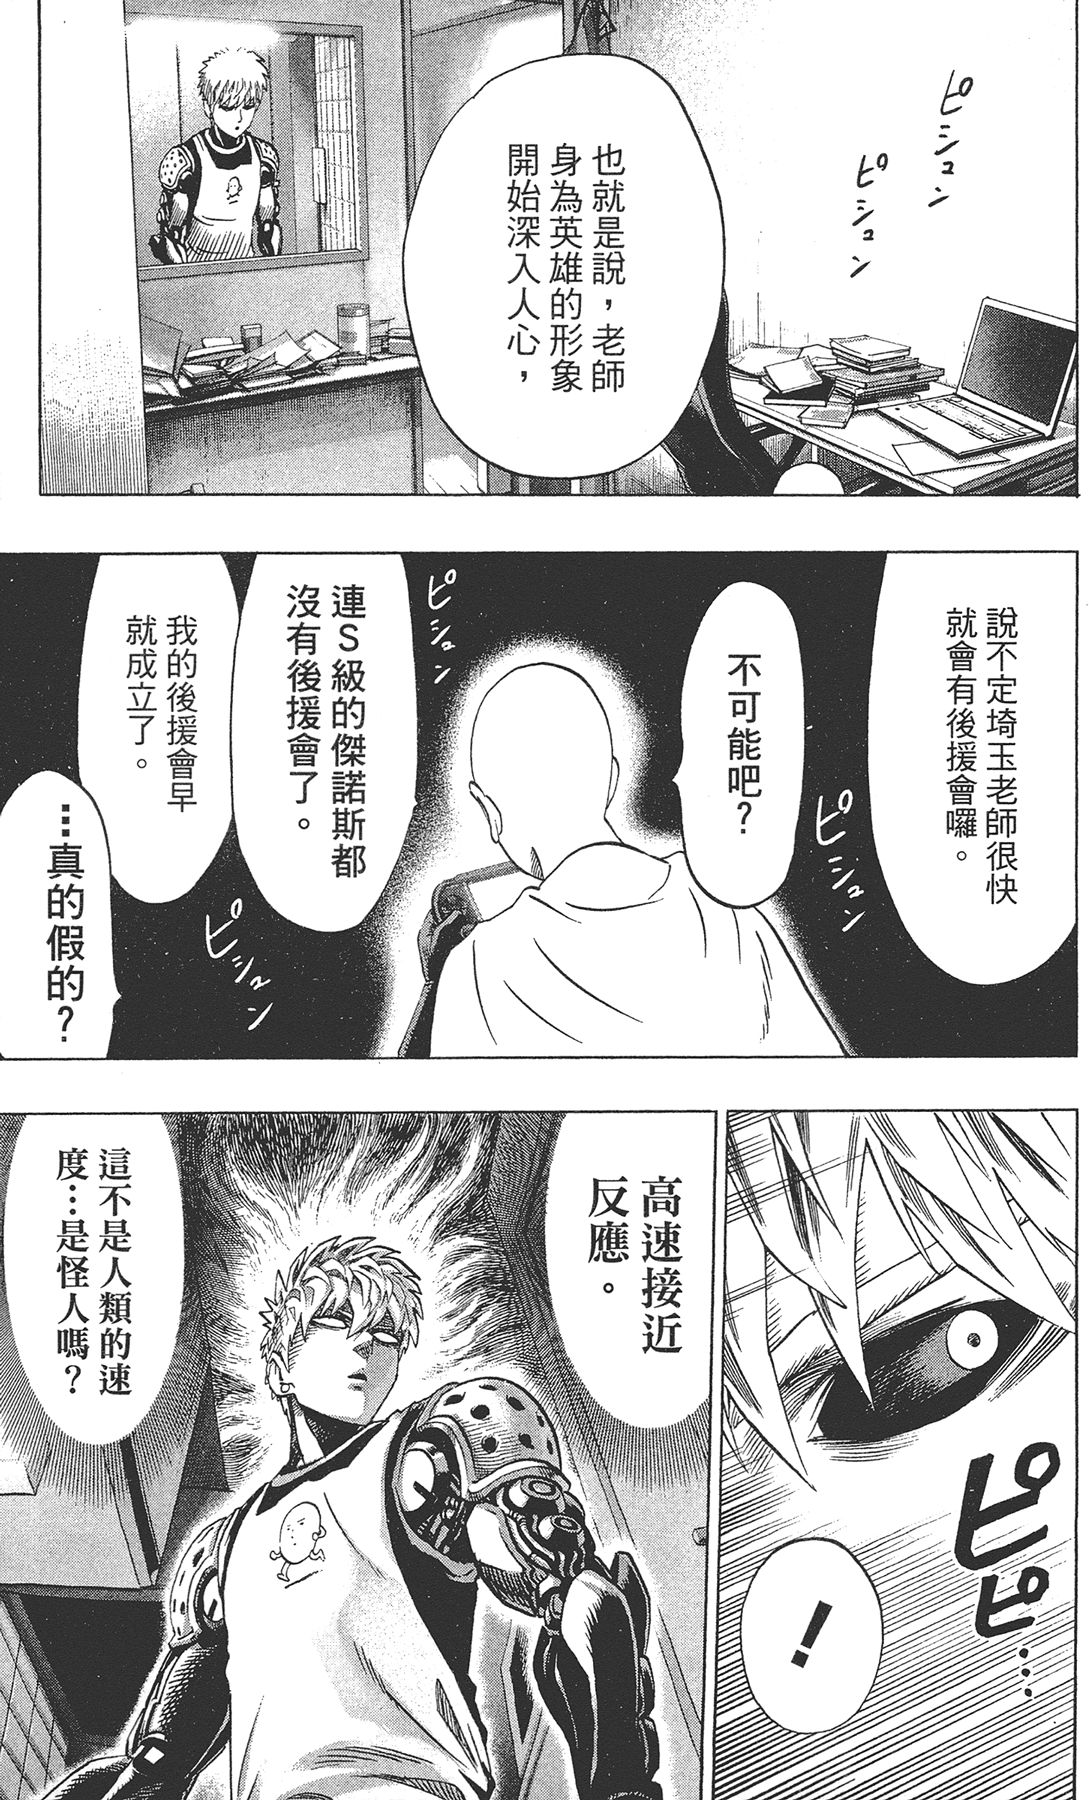 ピシュン
ピシュン
也就是說，老師
身為英雄的形象
開始深入人心，
說不定埼玉老師很快
就會有後援會囉。
不可能吧？
ピシュン
ピシュン
連S級的傑諾斯都
沒有後援會了。
我的後援會早
就成立了。
…真的假的？
ピシュン
ピピ……
！
高速接近
反應。
這不是人類的速
度…是怪人嗎？